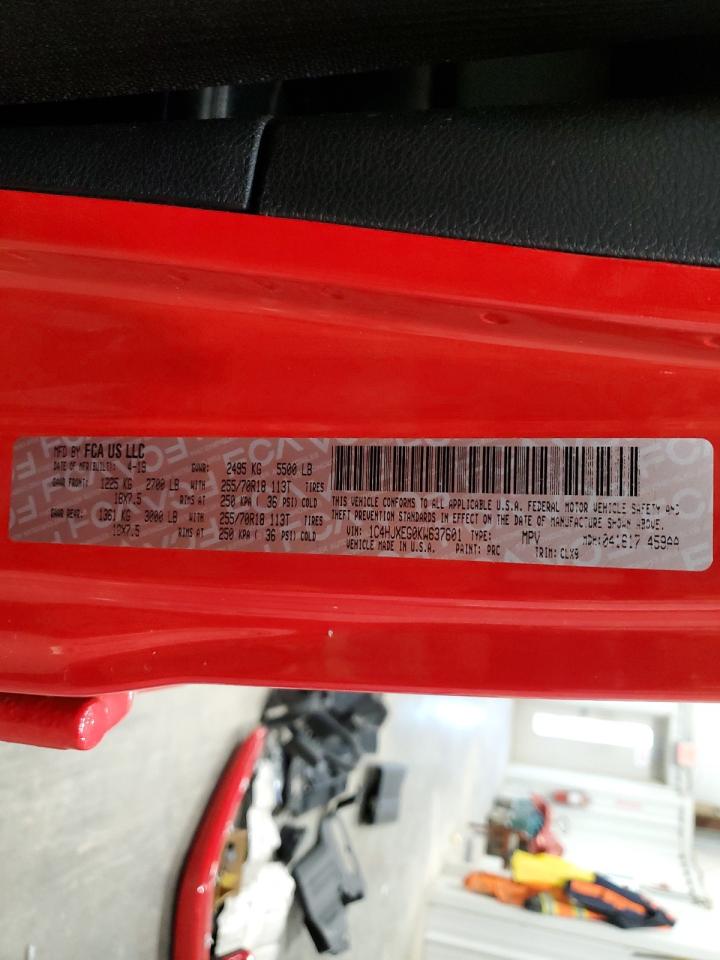 MFD BY FCA US LLC
DATE OF MFR(BUILT): 4-19 GVWR: 2495 KG 5500 LB
GAWR FRONT: 1225 KG 2700 LB WITH 255/70R18 113T TIRES
18X7.5 RIMS AT 250 KPA ( 36 PSI) COLD
GAWR REAR: 1361 KG 3000 LB WITH 255/70R18 113T TIRES
18X7.5 RIMS AT 250 KPA ( 36 PSI) COLD
THIS VEHICLE CONFORMS TO ALL APPLICABLE U.S.A. FEDERAL MOTOR VEHICLE SAFETY AND
THEFT PREVENTION STANDARDS IN EFFECT ON THE DATE OF MANUFACTURE SHOWN ABOVE.
VIN: 1C4HJXEG0KW637601 TYPE: MPV MDH: 041617 459AA
VEHICLE MADE IN U.S.A. PAINT: PRC TRIM: CLX9